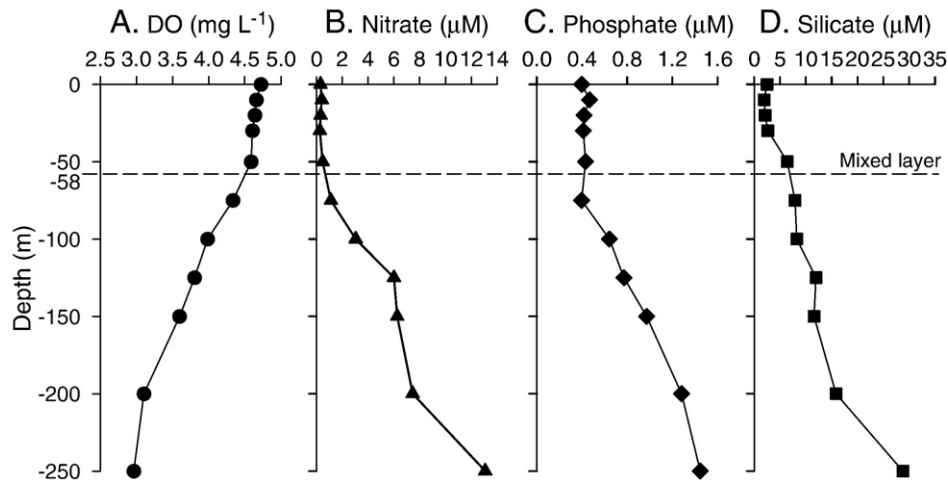 A. DO (mg L⁻¹) B. Nitrate (μM) C. Phosphate (μM) D. Silicate (μM)
2.5 3.0 3.5 4.0 4.5 5.0 0 2 4 6 8 10 12 14 0.0 0.4 0.8 1.2 1.6 0 5 10 15 20 25 30 35
0
-50
Mixed layer
-58
-100
-150
-200
-250
Depth (m)